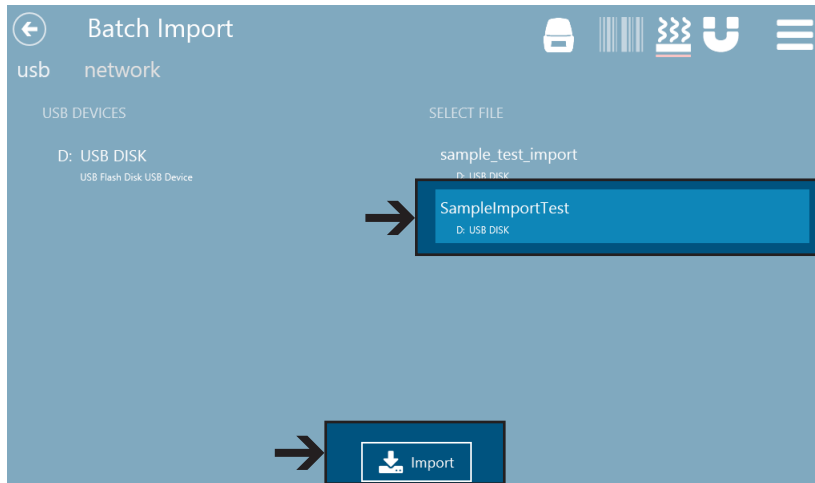 Batch Import
usb network
USB DEVICES
D: USB DISK
USB Flash Disk USB Device
SELECT FILE
sample_test_import
D: USB DISK
SampleImportTest
D: USB DISK
Import